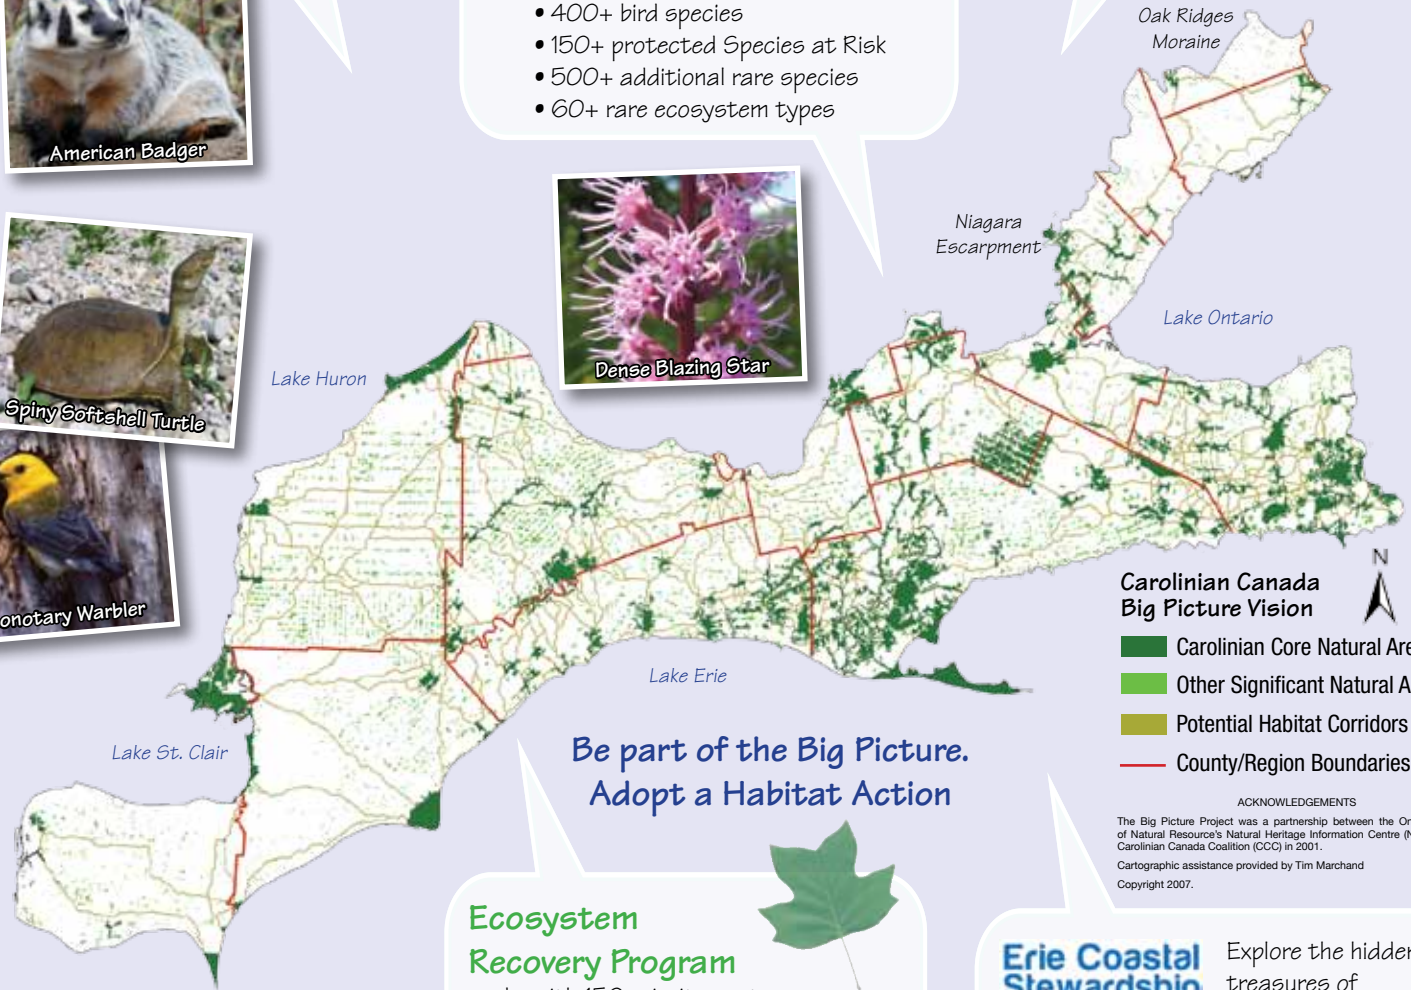 • 400+ bird species
• 150+ protected Species at Risk
• 500+ additional rare species
• 60+ rare ecosystem types
Oak Ridges
Moraine
American Badger
Niagara
Escarpment
Lake Ontario
Dense Blazing Star
Lake Huron
Spiny Softshell Turtle
onotary Warbler
Lake Erie
Lake St. Clair
N
Carolinian Canada
Big Picture Vision
Carolinian Core Natural Are
Other Significant Natural A
Potential Habitat Corridors
County/Region Boundaries
Be part of the Big Picture.
Adopt a Habitat Action
ACKNOWLEDGEMENTS
The Big Picture Project was a partnership between the On
of Natural Resource's Natural Heritage Information Centre (N
Carolinian Canada Coalition (CCC) in 2001.
Cartographic assistance provided by Tim Marchand
Copyright 2007.
Ecosystem
Recovery Program
Erie Coastal
Stewardship
Explore the hidden
treasures of